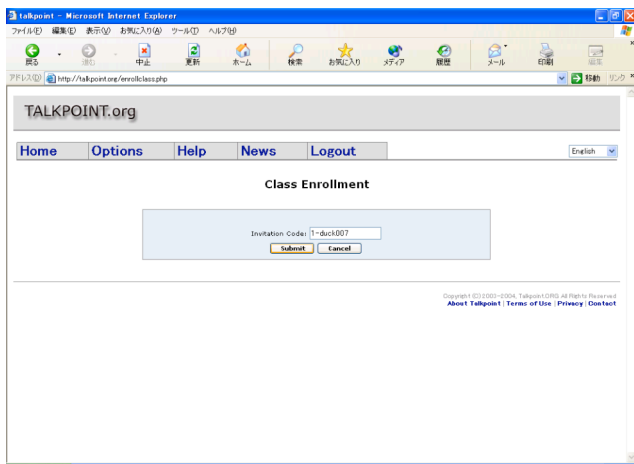 talkpoint - Microsoft Internet Explorer
ファイル(F) 編集(E) 表示(V) お気に入り(A) ツール(T) ヘルプ(H)
戻る 進む 中止 更新 ホーム 検索 お気に入り メディア 履歴 メール 印刷 編集
アドレス(D) http://talkpoint.org/enrollclass.php 移動 リンク
TALKPOINT.org
Home Options Help News Logout English
Class Enrollment
Invitation Code: 1-duck007
Submit Cancel
Copyright (C) 2003-2004, Talkpoint.ORG All Rights Reserved
About Talkpoint | Terms of Use | Privacy | Contact